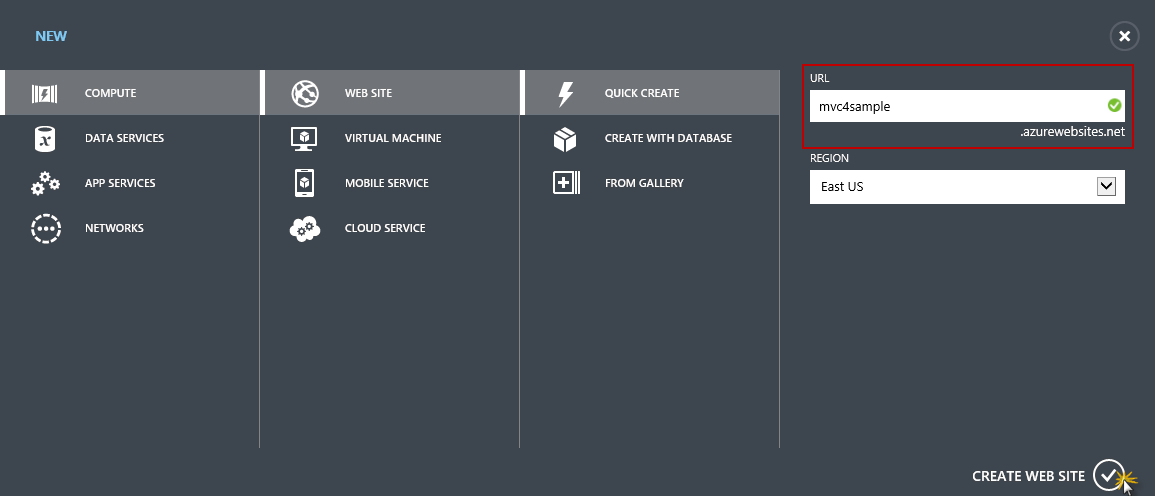 NEW
COMPUTE
DATA SERVICES
APP SERVICES
NETWORKS
WEB SITE
VIRTUAL MACHINE
MOBILE SERVICE
CLOUD SERVICE
QUICK CREATE
CREATE WITH DATABASE
FROM GALLERY
URL
mvc4sample
.azurewebsites.net
REGION
East US
CREATE WEB SITE